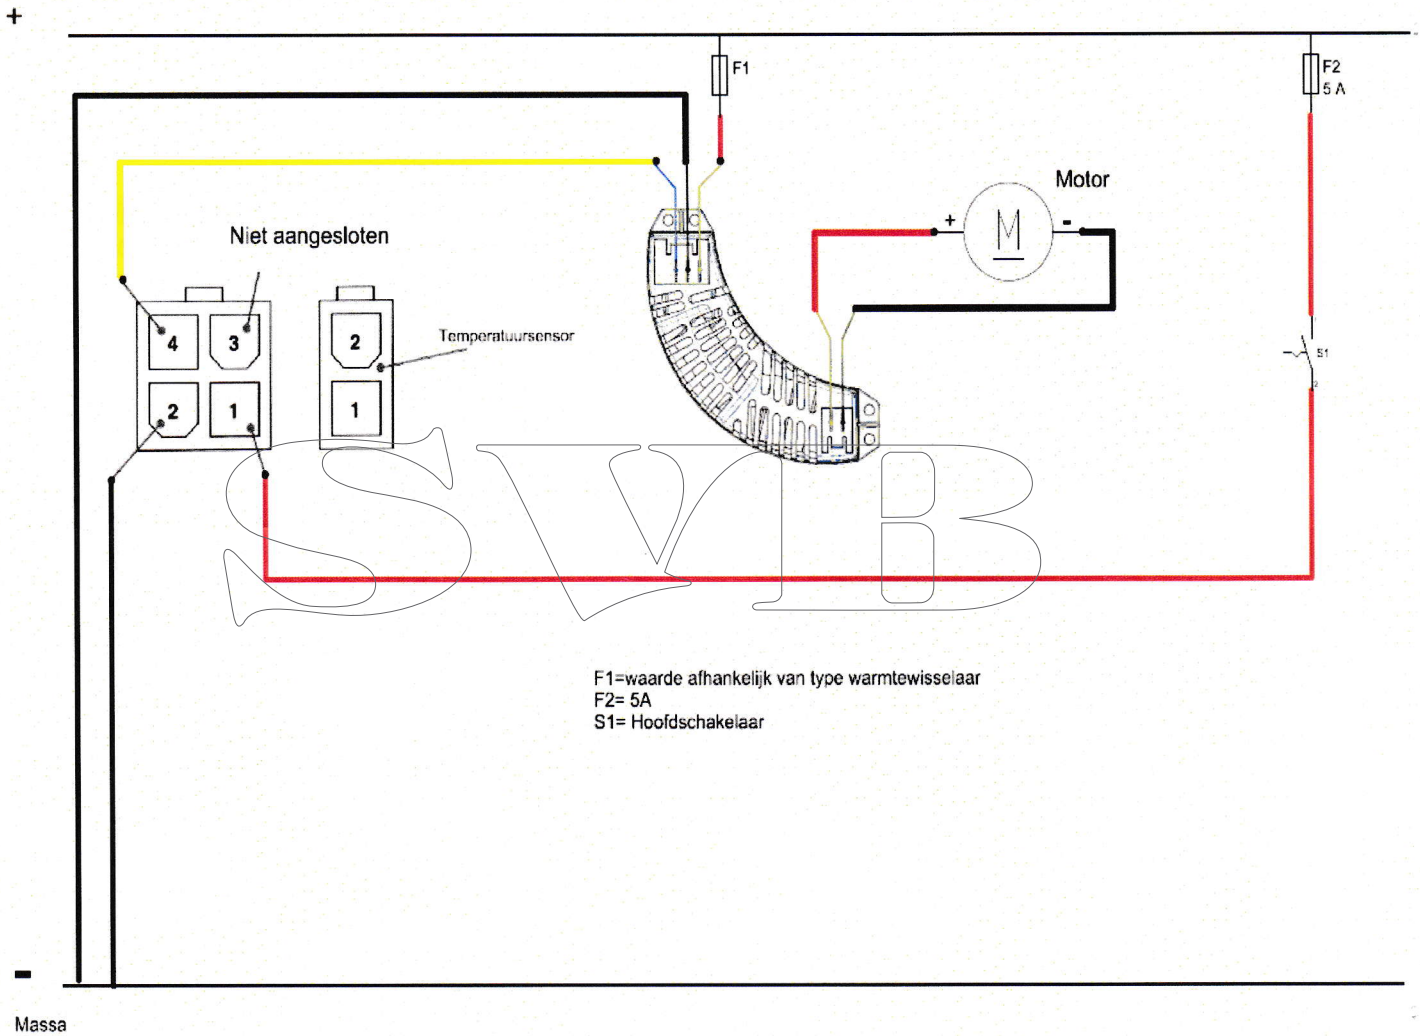 +
F1
F2
5 A
Motor
+ M -
Niet aangesloten
4 3
2 1
2
1
Temperatuursensor
S1
2
SVB
F1=waarde afhankelijk van type warmtewisselaar
F2= 5A
S1= Hoofdschakelaar
-
Massa